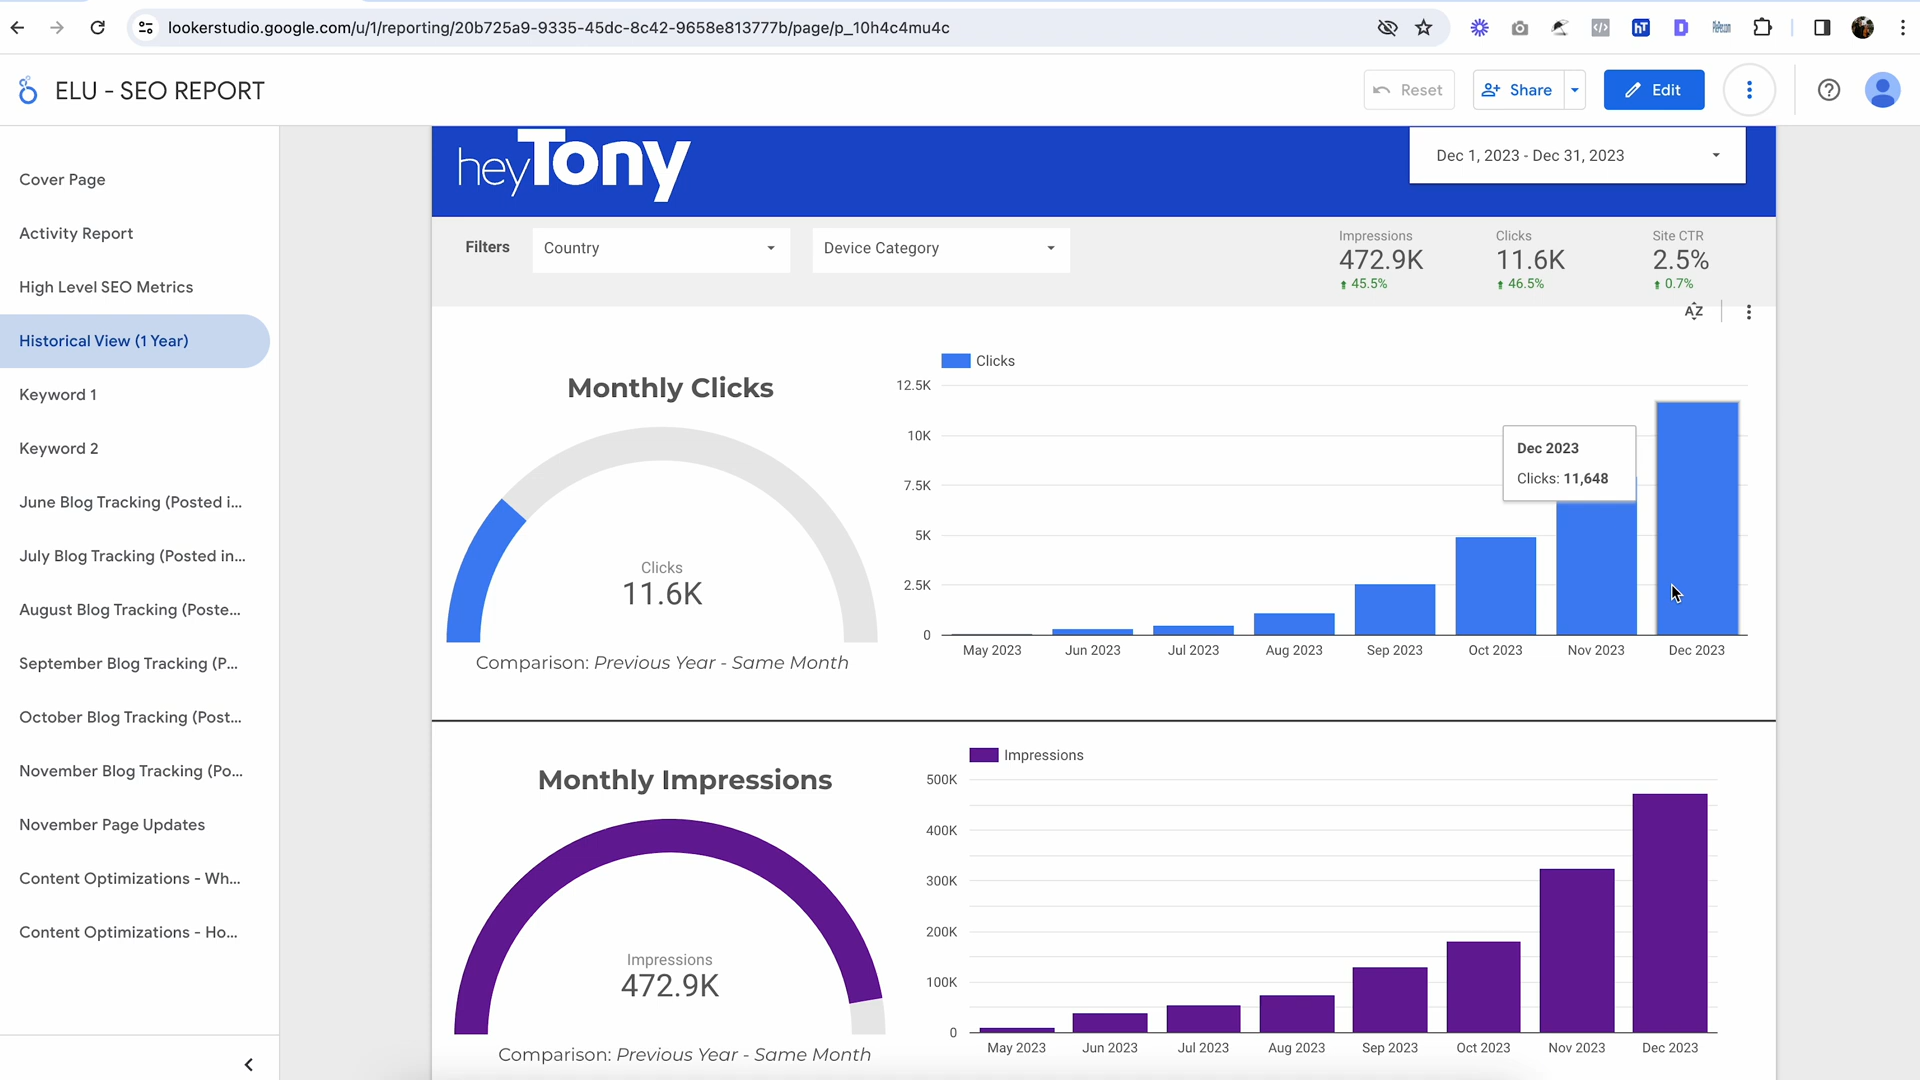 lookerstudio.google.com/u/1/reporting/20b725a9-9335-45dc-8c42-9658e813777b/page/p_10h4c4mu4c
hT
ELU - SEO REPORT
Reset
Share
Edit
Cover Page
Activity Report
High Level SEO Metrics
Historical View (1 Year)
Keyword 1
Keyword 2
June Blog Tracking (Posted i...
July Blog Tracking (Posted in...
August Blog Tracking (Poste...
September Blog Tracking (P...
October Blog Tracking (Post...
November Blog Tracking (Po...
November Page Updates
Content Optimizations - Wh...
Content Optimizations - Ho...
heyTony
Dec 1, 2023 - Dec 31, 2023
Filters
Country
Device Category
Impressions
472.9K
45.5%
Clicks
11.6K
46.5%
Site CTR
2.5%
0.7%
AZ
Monthly Clicks
Clicks
11.6K
Comparison: Previous Year - Same Month
Clicks
12.5K
10K
7.5K
5K
2.5K
0
Dec 2023
Clicks: 11,648
May 2023 Jun 2023 Jul 2023 Aug 2023 Sep 2023 Oct 2023 Nov 2023 Dec 2023
Monthly Impressions
Impressions
472.9K
Comparison: Previous Year - Same Month
Impressions
500K
400K
300K
200K
100K
0
May 2023 Jun 2023 Jul 2023 Aug 2023 Sep 2023 Oct 2023 Nov 2023 Dec 2023